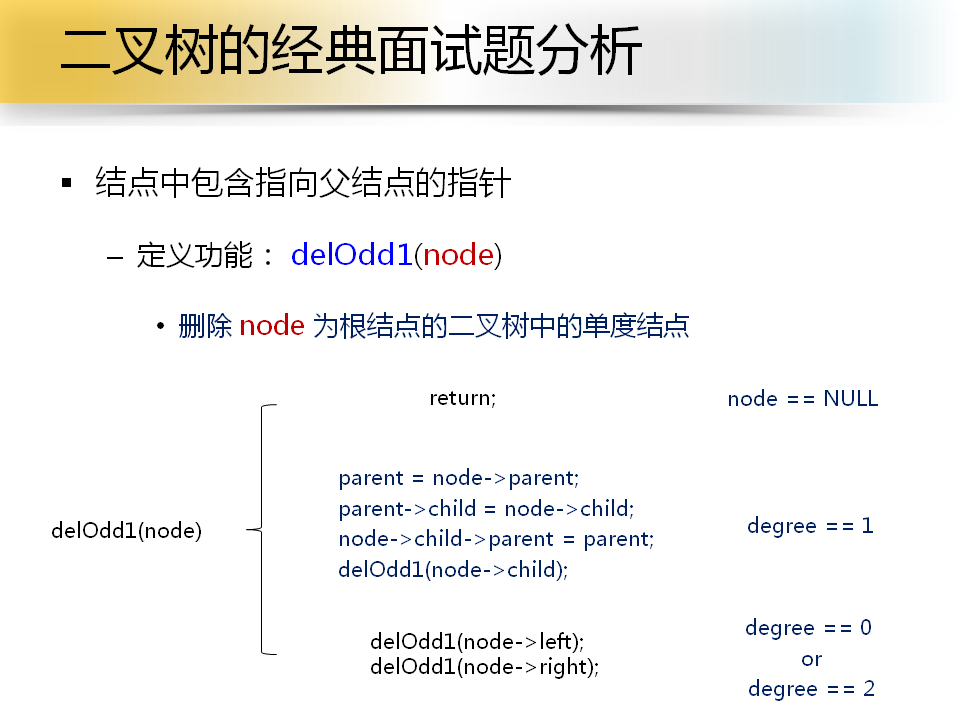 二叉树的经典面试题分析
▪ 结点中包含指向父结点的指针
– 定义功能： delOdd1(node)
• 删除 node 为根结点的二叉树中的单度结点
return; node == NULL
parent = node->parent;
parent->child = node->child;
node->child->parent = parent;
delOdd1(node->child);
delOdd1(node)
degree == 1
delOdd1(node->left);
delOdd1(node->right);
degree == 0
or
degree == 2